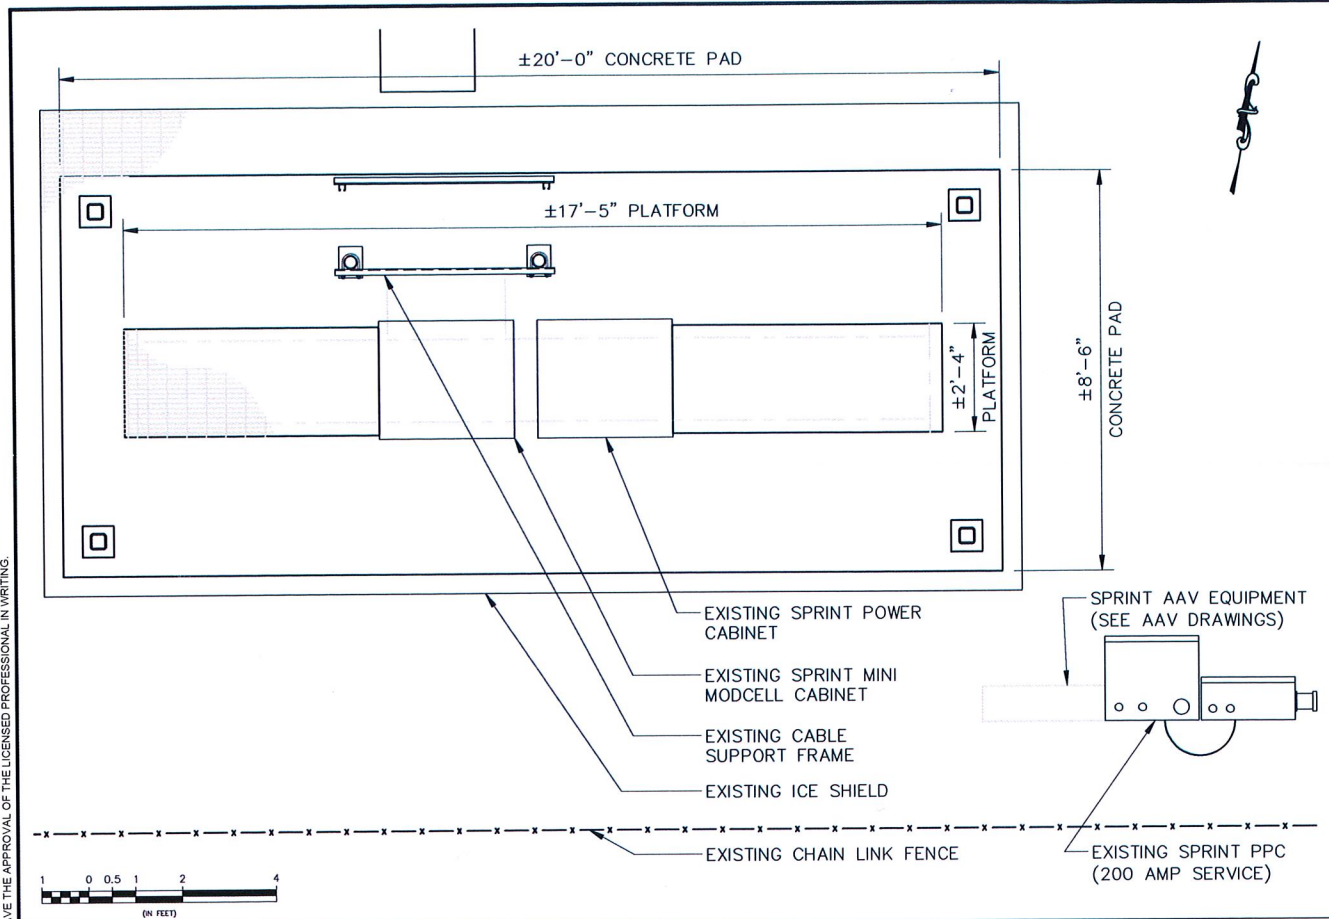 ±20'-0" CONCRETE PAD
±17'-5" PLATFORM
±2'-4"
PLATFORM
±8'-6"
CONCRETE PAD
EXISTING SPRINT POWER
CABINET
EXISTING SPRINT MINI
MODCELL CABINET
EXISTING CABLE
SUPPORT FRAME
EXISTING ICE SHIELD
EXISTING CHAIN LINK FENCE
SPRINT AAV EQUIPMENT
(SEE AAV DRAWINGS)
EXISTING SPRINT PPC
(200 AMP SERVICE)
1 0 0.5 1 2 4
(IN FEET)
THE APPROVAL OF THE LICENSED PROFESSIONAL IN WRITING.